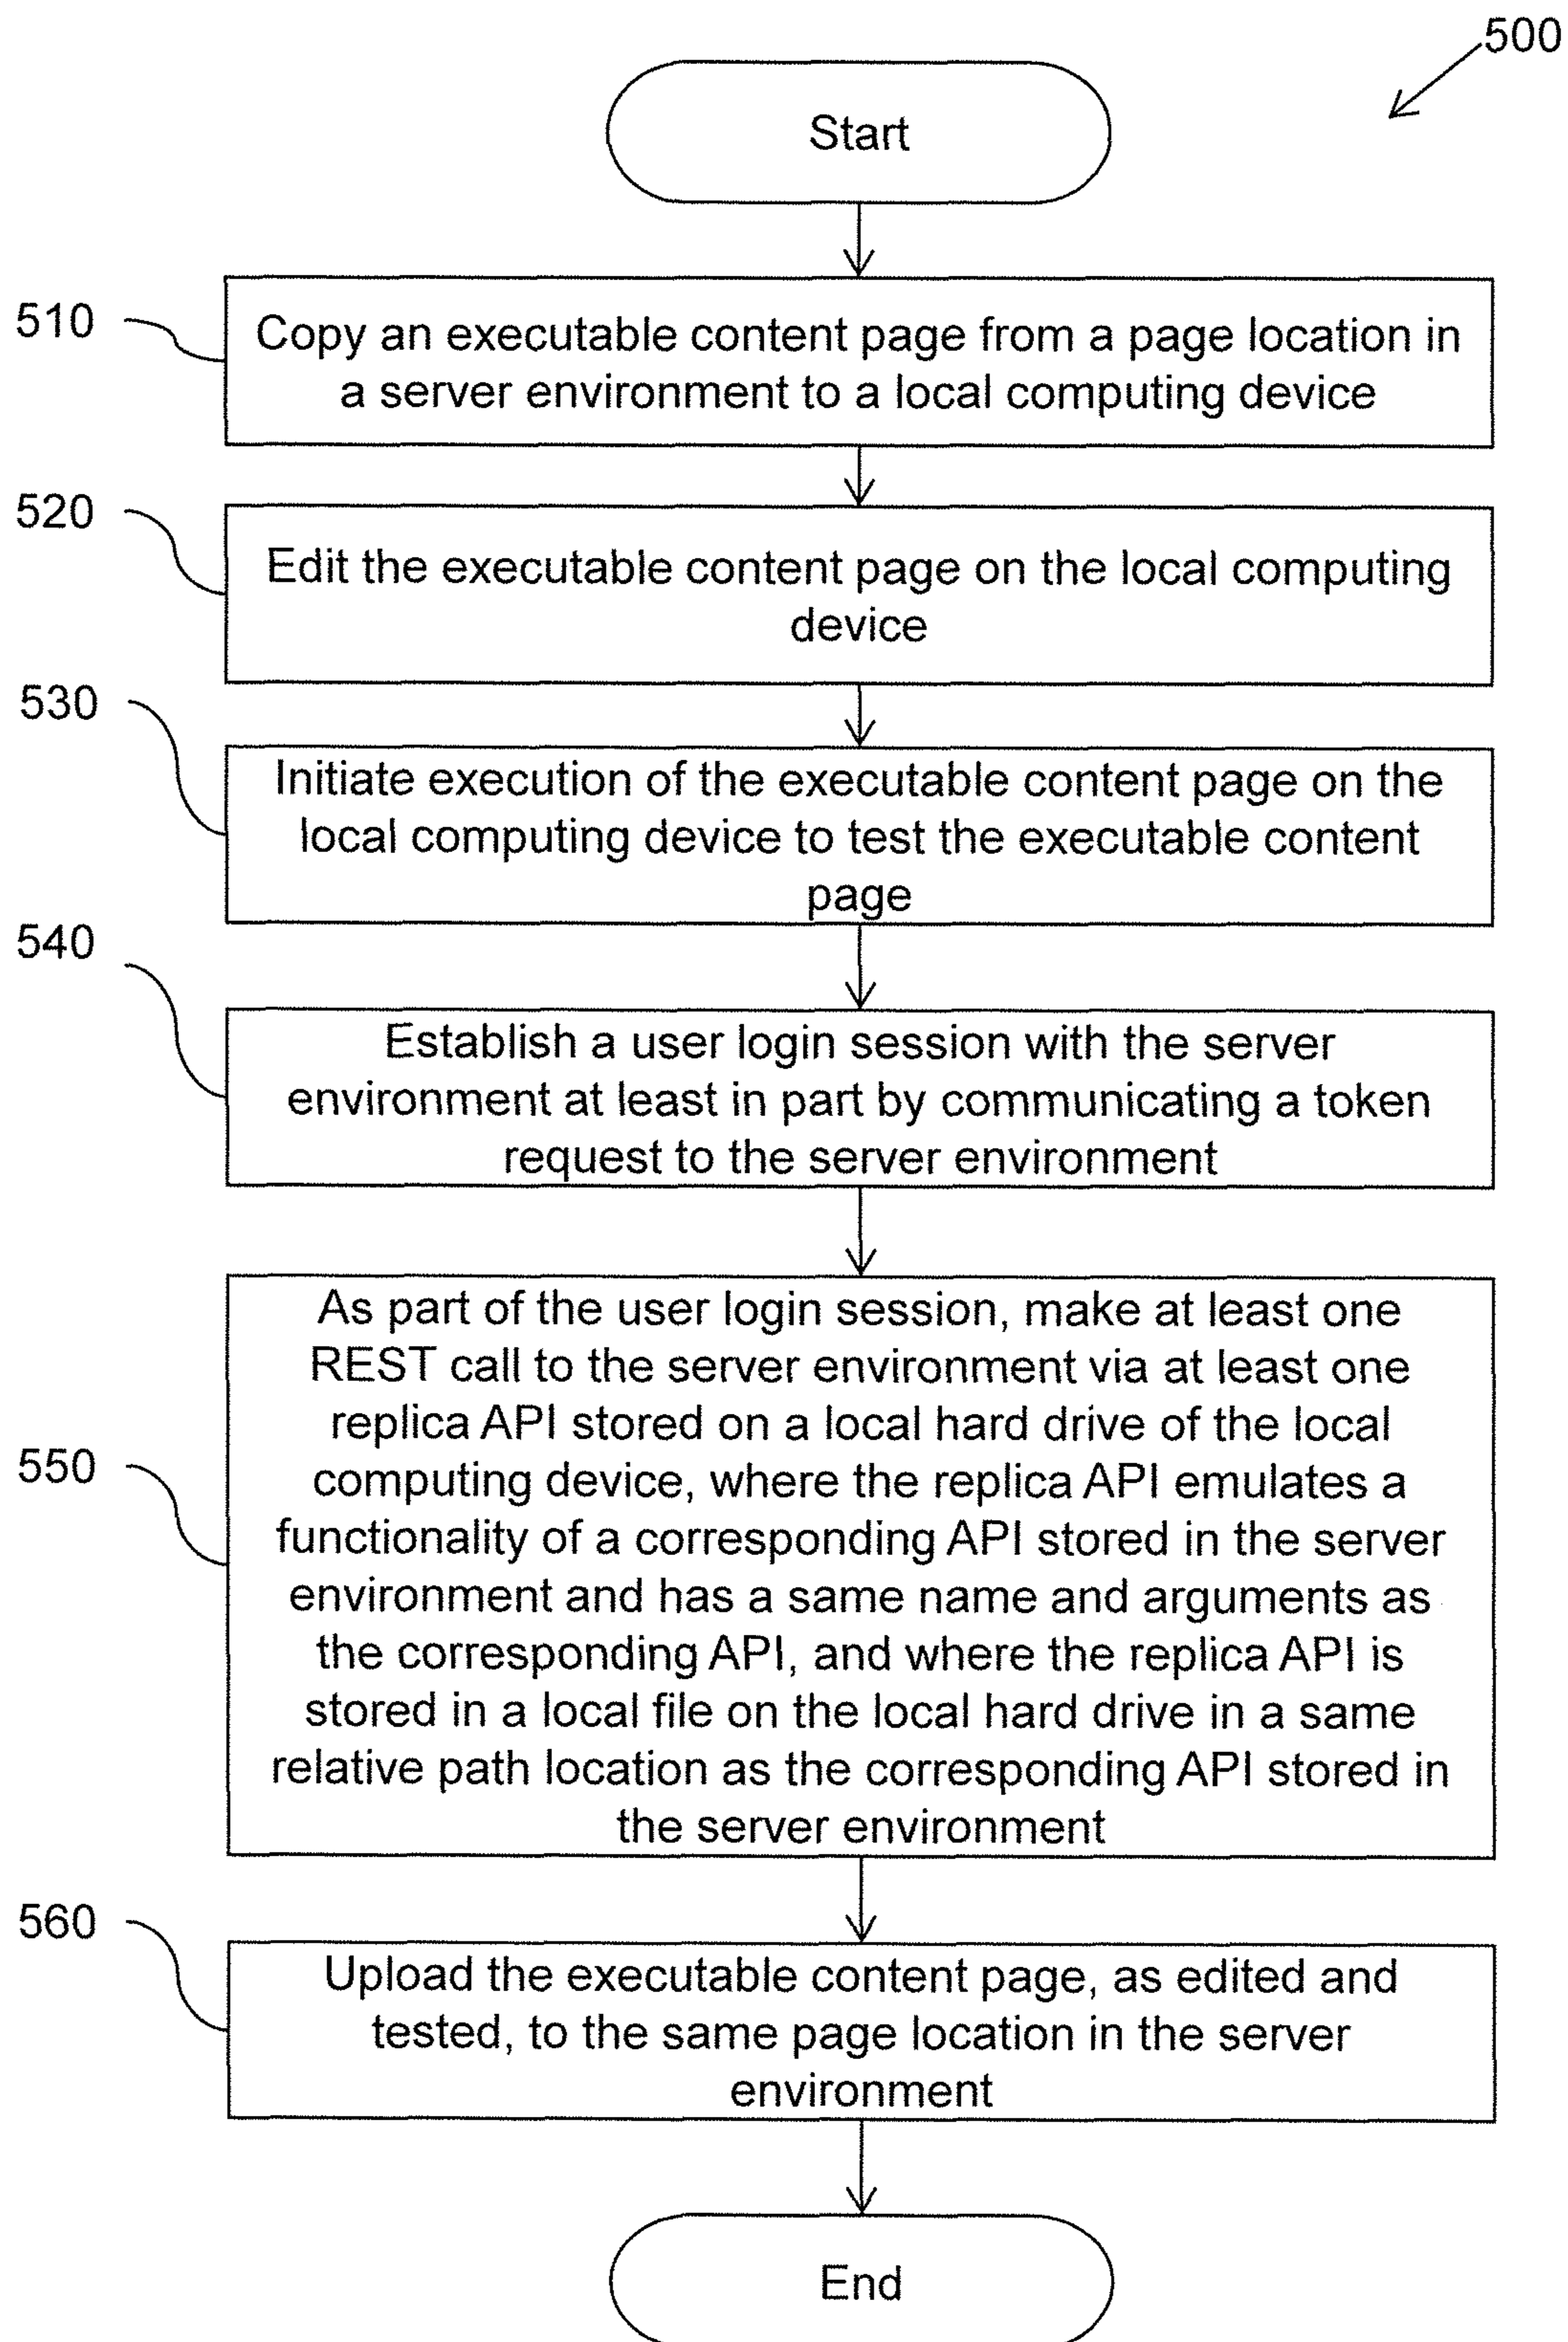 500
Start
510
Copy an executable content page from a page location in
a server environment to a local computing device
520
Edit the executable content page on the local computing
device
530
Initiate execution of the executable content page on the
local computing device to test the executable content
page
540
Establish a user login session with the server
environment at least in part by communicating a token
request to the server environment
550
As part of the user login session, make at least one
REST call to the server environment via at least one
replica API stored on a local hard drive of the local
computing device, where the replica API emulates a
functionality of a corresponding API stored in the server
environment and has a same name and arguments as
the corresponding API, and where the replica API is
stored in a local file on the local hard drive in a same
relative path location as the corresponding API stored in
the server environment
560
Upload the executable content page, as edited and
tested, to the same page location in the server
environment
End